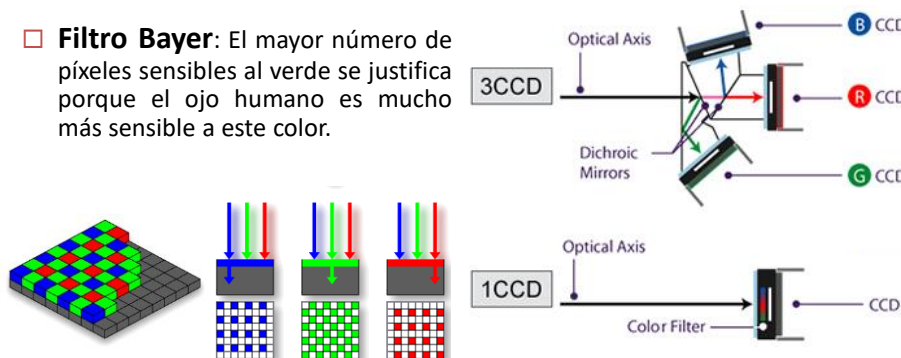 Filtro Bayer: El mayor número de
píxeles sensibles al verde se justifica
porque el ojo humano es mucho
más sensible a este color.
Optical Axis
B CCD
3CCD
R CCD
Dichroic
Mirrors
G CCD
Optical Axis
1CCD
CCD
Color Filter